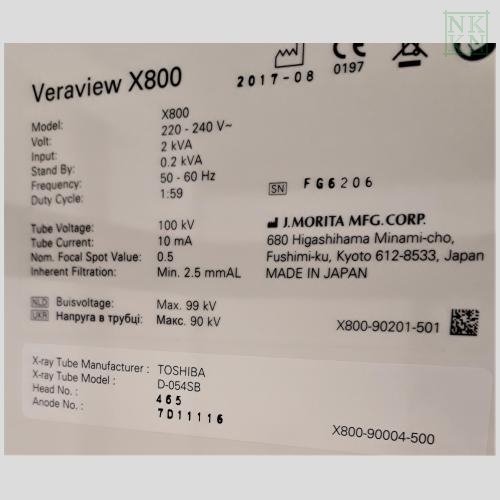 NK
KN
Veraview X800
2017-08
CE
0197
Model: X800
Volt: 220 - 240 V~
Input: 2 kVA
Stand By: 0.2 kVA
Frequency: 50 - 60 Hz
Duty Cycle: 1:59
SN FG6206
Tube Voltage: 100 kV
Tube Current: 10 mA
Nom. Focal Spot Value: 0.5
Inherent Filtration: Min. 2.5 mmAL
J.MORITA MFG.CORP.
680 Higashihama Minami-cho,
Fushimi-ku, Kyoto 612-8533, Japan
MADE IN JAPAN
NLD Buisvoltage: Max. 99 kV
UKR Напруга в трубці: Макс. 90 kV
X800-90201-501
X-ray Tube Manufacturer : TOSHIBA
X-ray Tube Model : D-054SB
Head No. : 465
Anode No. : 7D11116
X800-90004-500